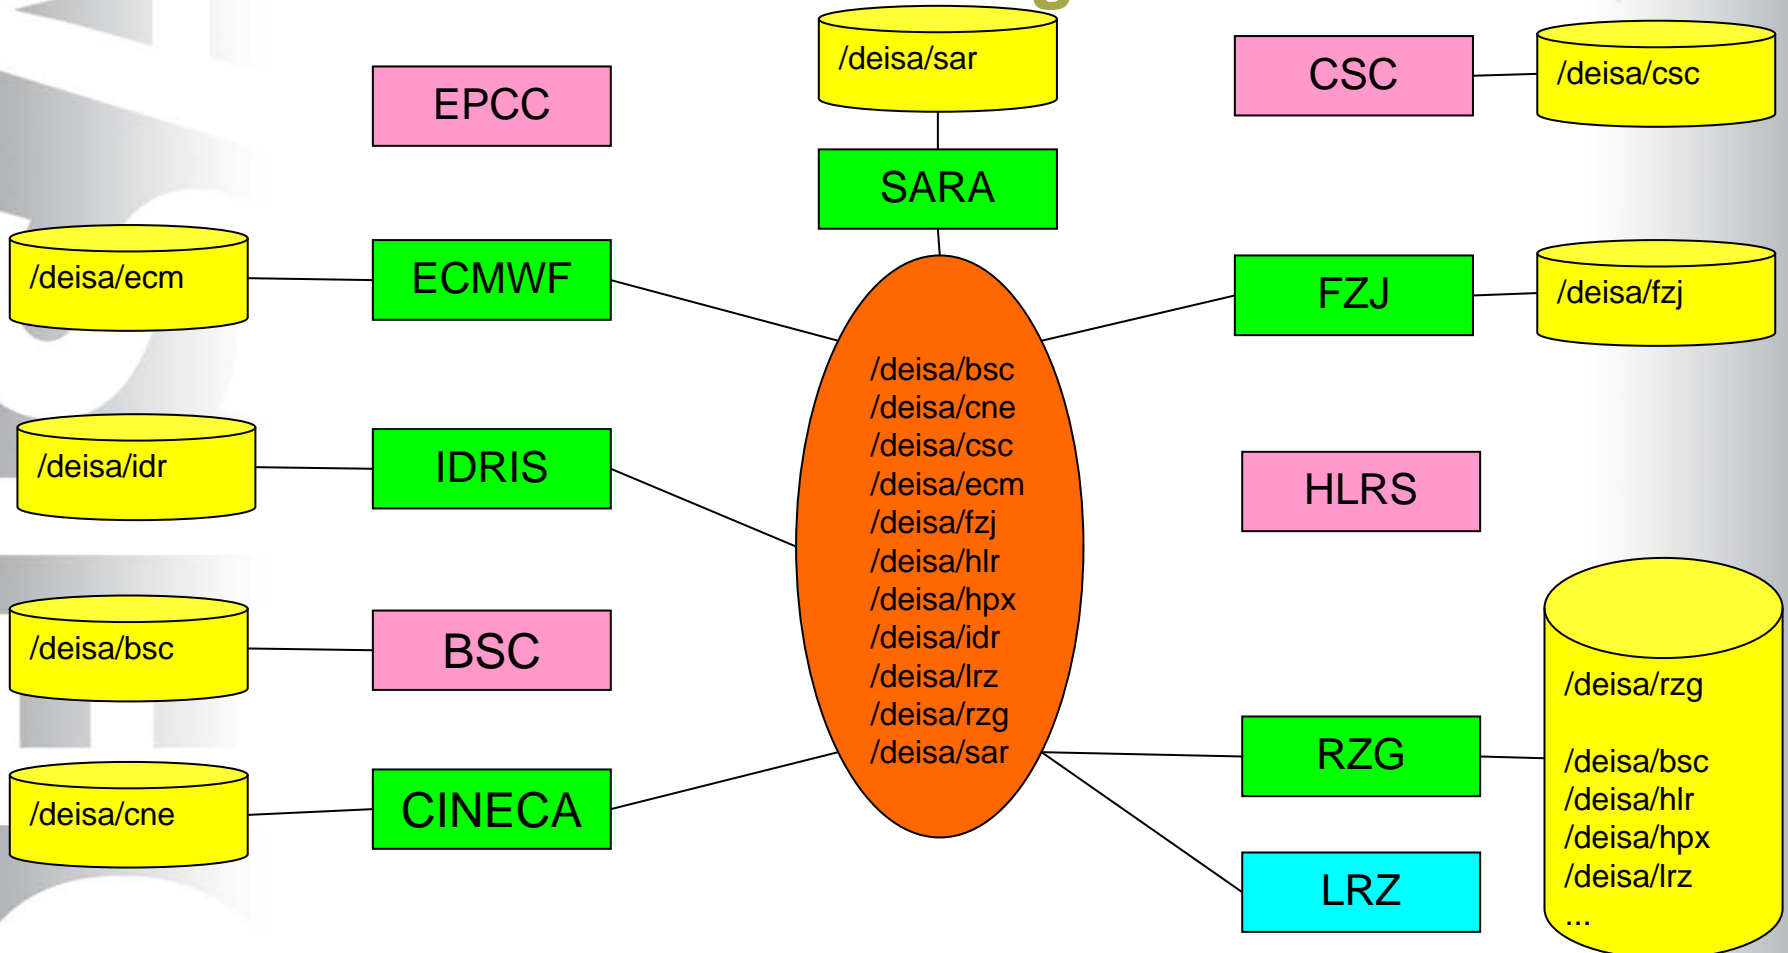 /deisa/sar
CSC
/deisa/csc
EPCC
SARA
/deisa/ecm
ECMWF
FZJ
/deisa/fzj
/deisa/bsc
/deisa/cne
/deisa/csc
/deisa/ecm
/deisa/fzj
/deisa/hlr
/deisa/hpx
/deisa/idr
/deisa/lrz
/deisa/rzg
/deisa/sar
/deisa/idr
IDRIS
HLRS
/deisa/bsc
BSC
/deisa/cne
CINECA
RZG
/deisa/rzg
/deisa/bsc
/deisa/hlr
/deisa/hpx
/deisa/lrz
...
LRZ